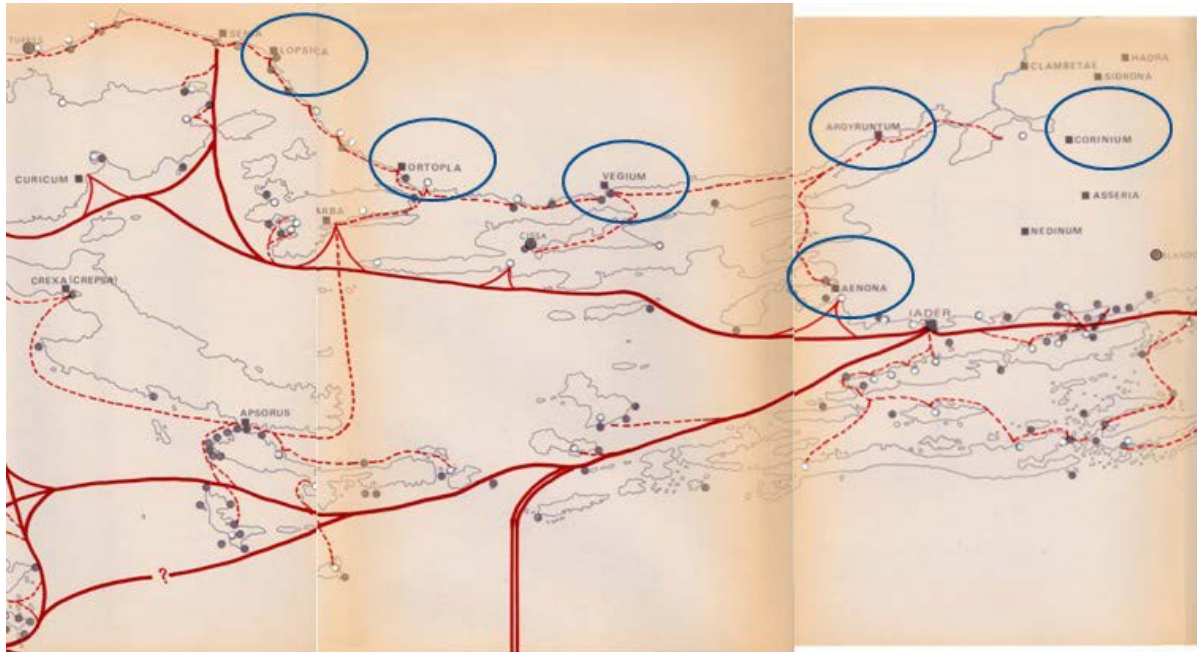 SENIA
LOPSICA
HADRA
CLAMBETAE
SIDRONA
ARGYRUNTUM
CORINIUM
ORTOPLA
CURICUM
VEGIUM
ASSERIA
ARBA
NEDINUM
CISSA
CREXA (CREPSA)
AENONA
IADER
APSORUS
?